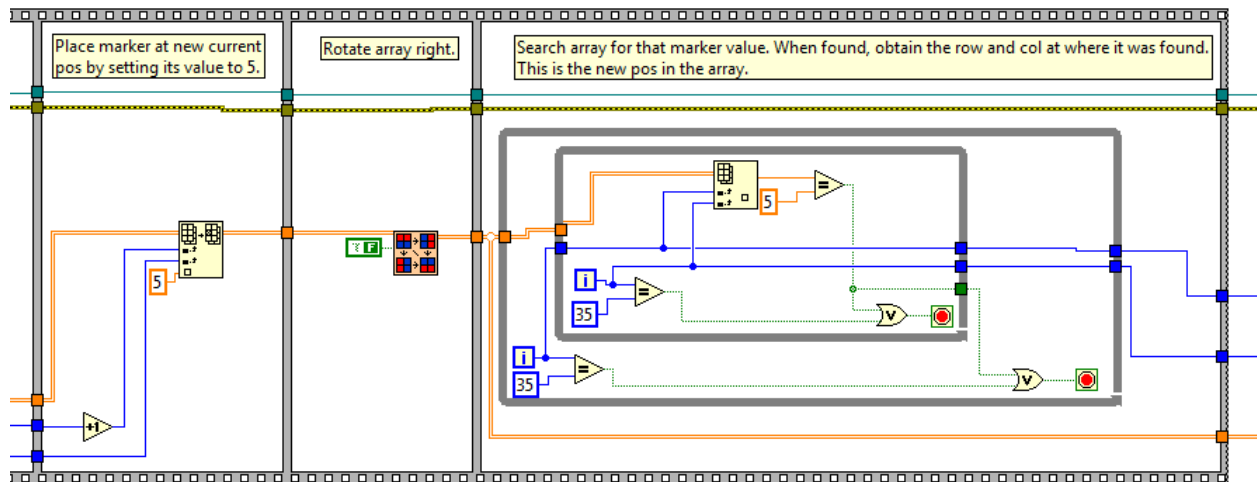 Place marker at new current
pos by setting its value to 5.
Rotate array right.
Search array for that marker value. When found, obtain the row and col at where it was found.
This is the new pos in the array.
5
+1
F
5
=
i
=
35
V
i
=
35
V